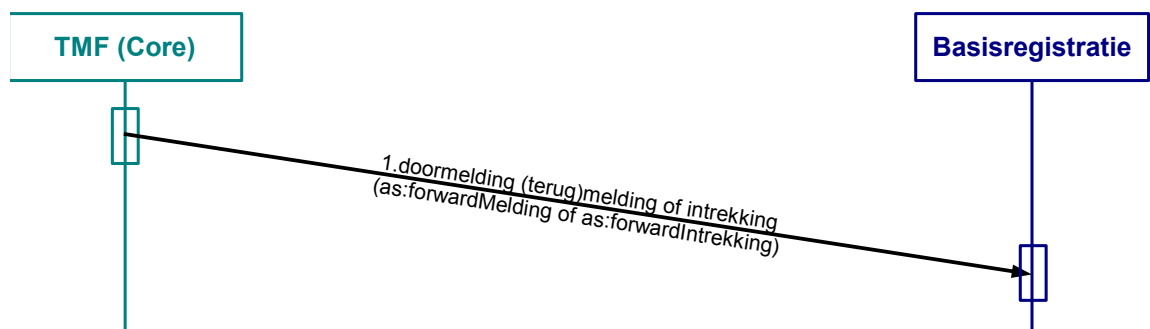 TMF (Core)
Basisregistratie
1.doormelding (terug)melding of intrekking
(as:forwardMelding of as:forwardIntrekking)